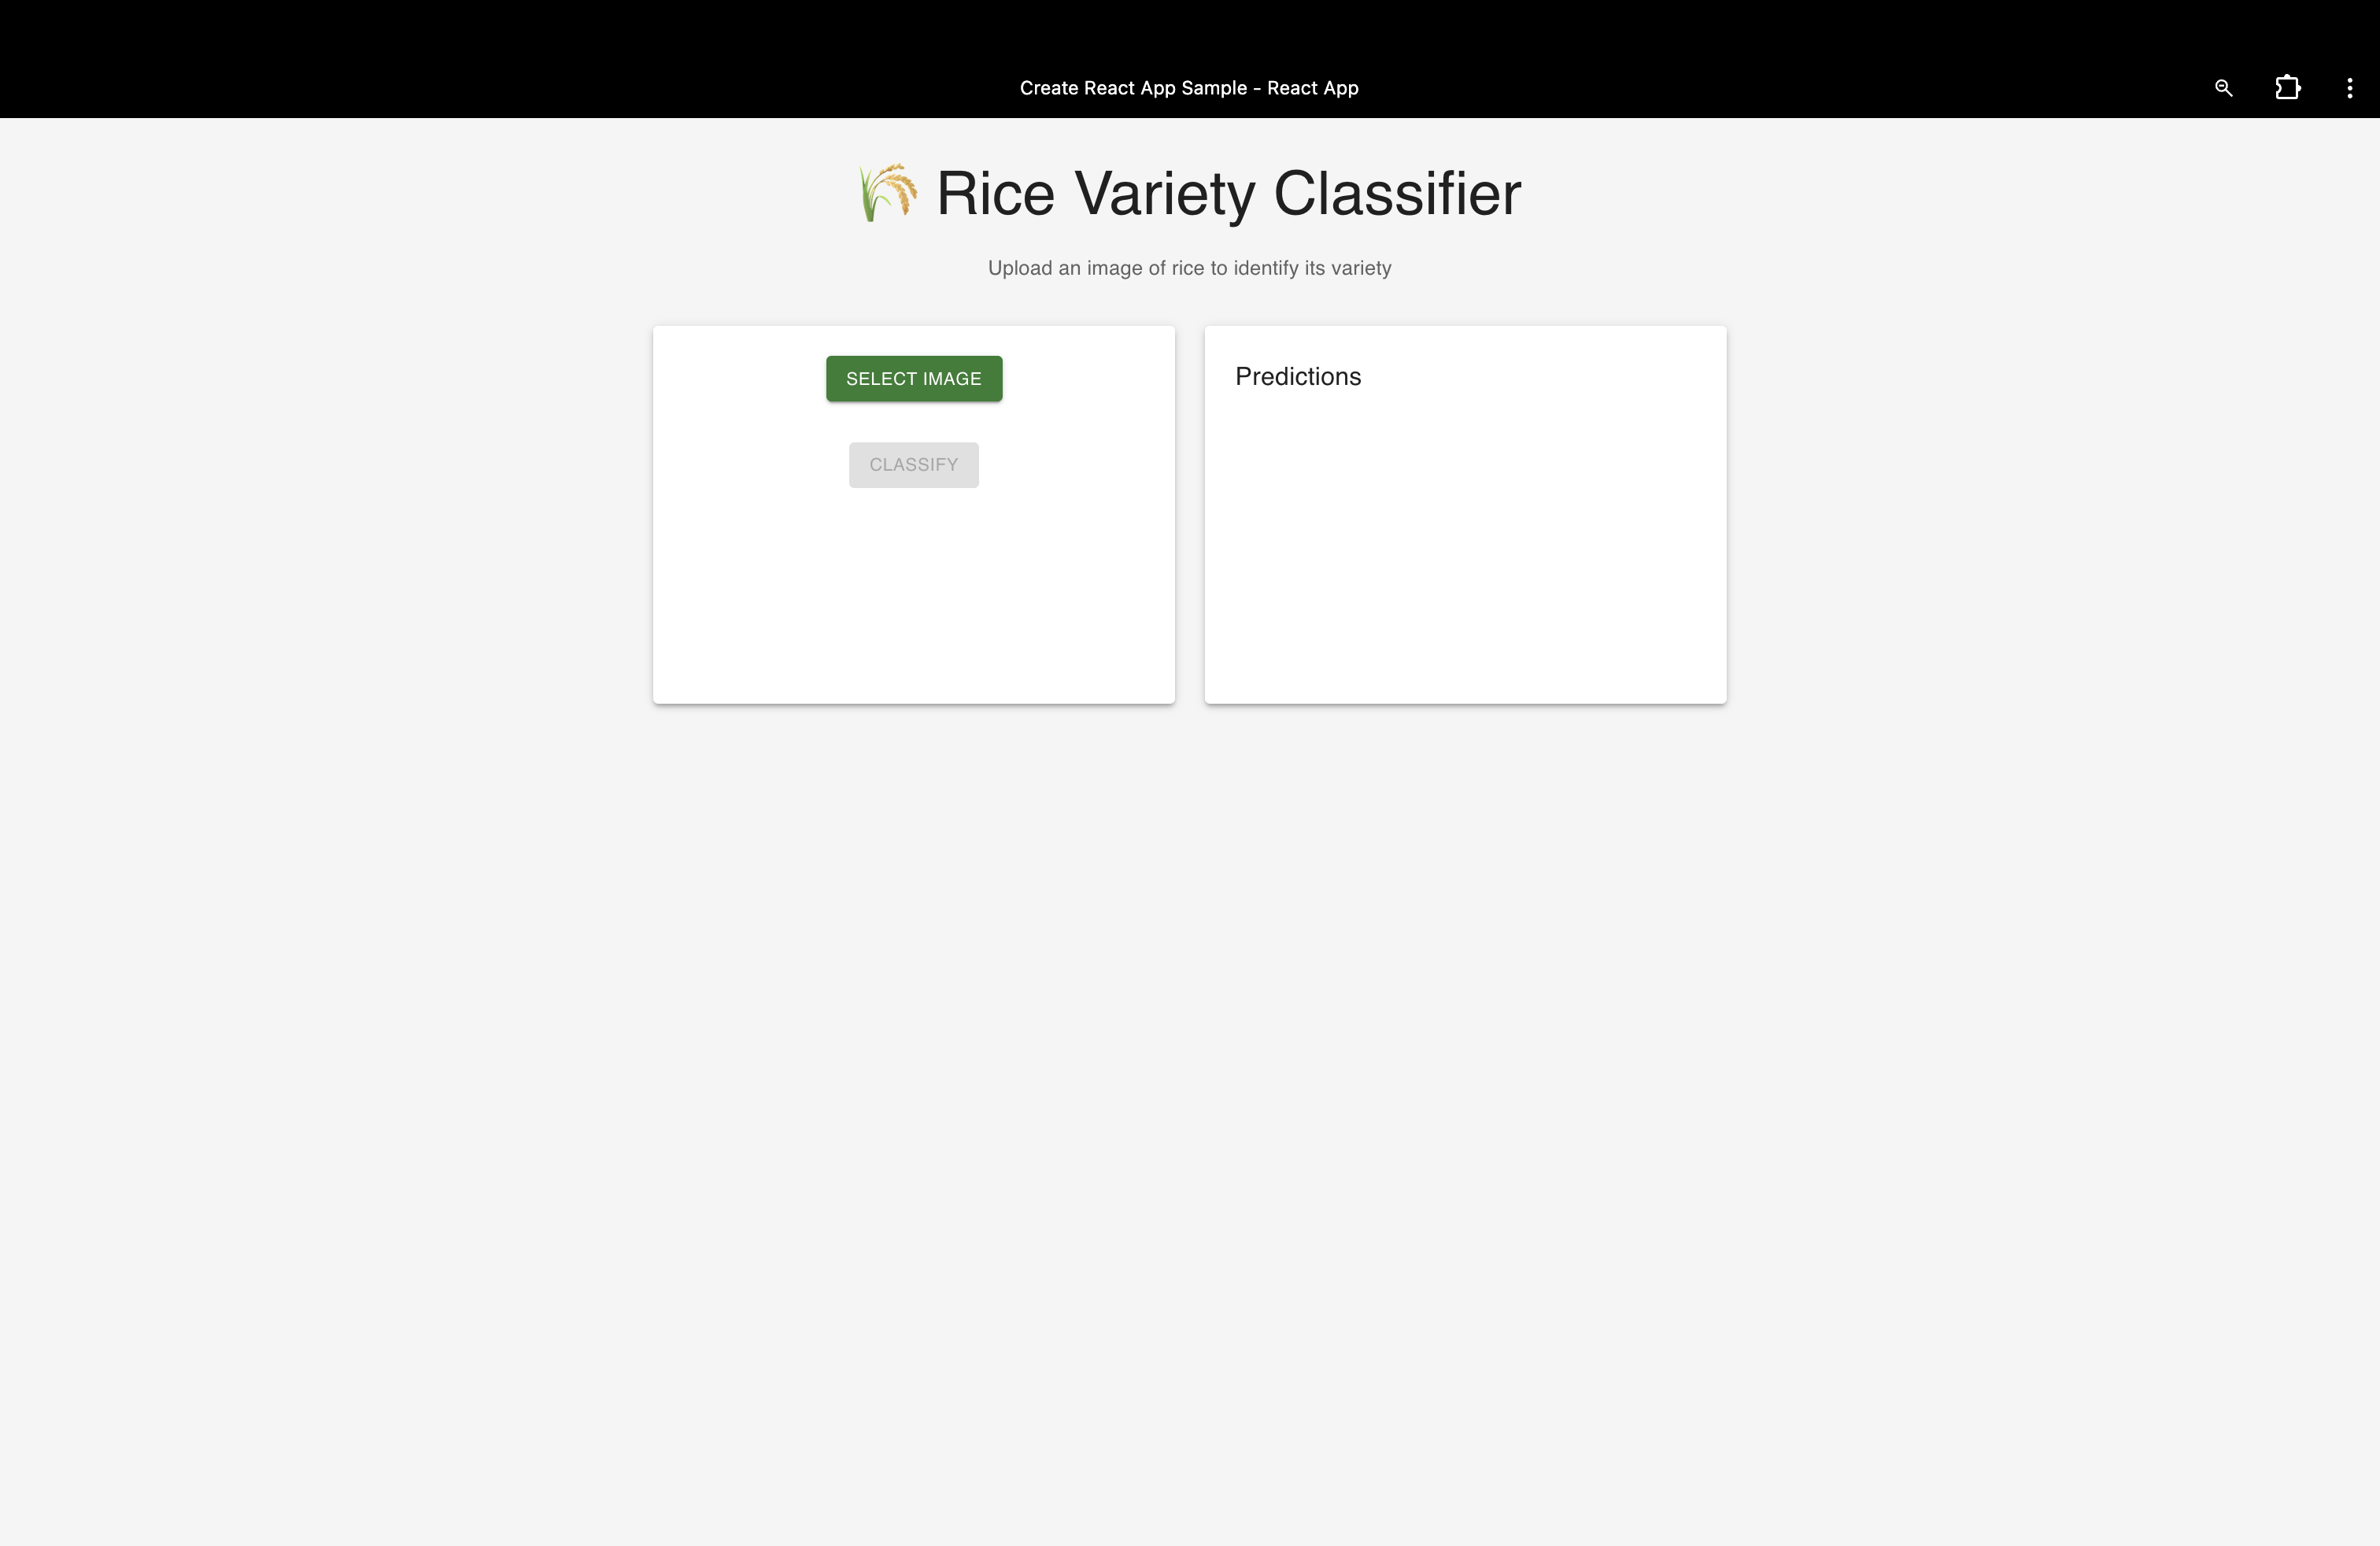 Create React App Sample - React App
Rice Variety Classifier
Upload an image of rice to identify its variety
SELECT IMAGE
CLASSIFY
Predictions